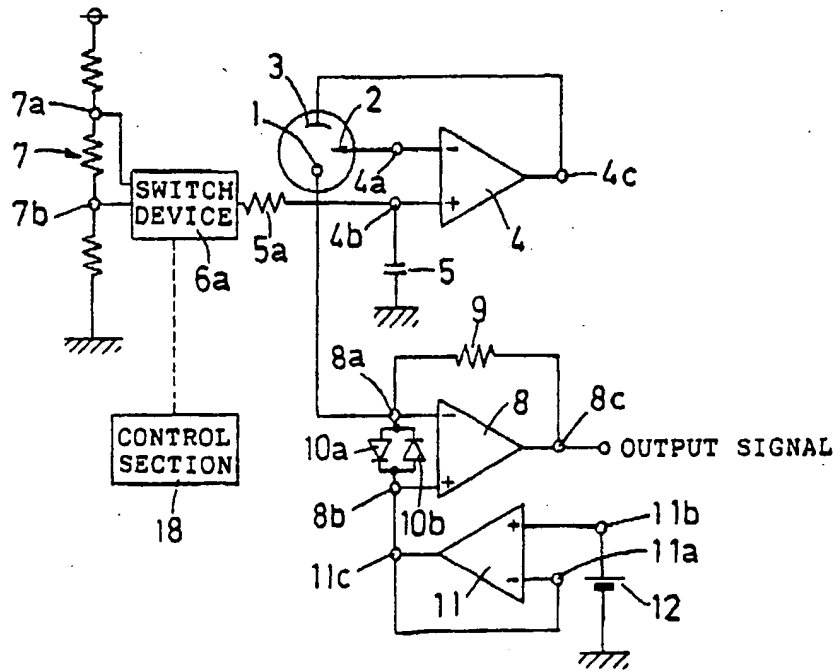 3
2
1
7a
7
7b
SWITCH
DEVICE
6a
5a
4a
4b
-
+
4
4c
5
9
8a
8
8c
-
+
OUTPUT SIGNAL
10a
10b
8b
CONTROL
SECTION
18
11c
11
+
-
11b
11a
12